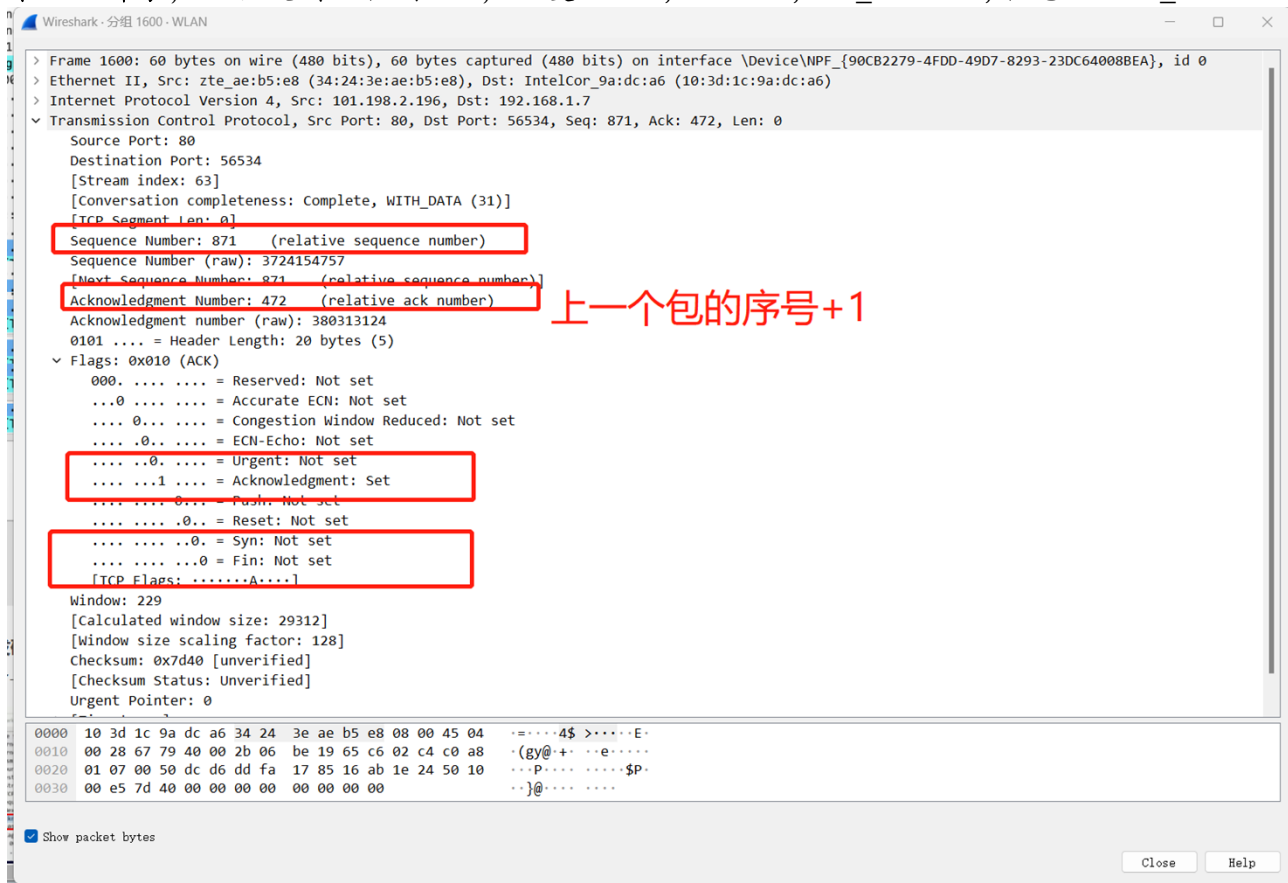 Wireshark · 分组 1600 · WLAN
> Frame 1600: 60 bytes on wire (480 bits), 60 bytes captured (480 bits) on interface \Device\NPF_{90CB2279-4FDD-49D7-8293-23DC64008BEA}, id 0
> Ethernet II, Src: zte_ae:b5:e8 (34:24:3e:ae:b5:e8), Dst: IntelCor_9a:dc:a6 (10:3d:1c:9a:dc:a6)
> Internet Protocol Version 4, Src: 101.198.2.196, Dst: 192.168.1.7
Transmission Control Protocol, Src Port: 80, Dst Port: 56534, Seq: 871, Ack: 472, Len: 0
Source Port: 80
Destination Port: 56534
[Stream index: 63]
[Conversation completeness: Complete, WITH_DATA (31)]
[TCP Segment Len: 0]
Sequence Number: 871    (relative sequence number)
Sequence Number (raw): 3724154757
[Next Sequence Number: 871    (relative sequence number)]
Acknowledgment Number: 472    (relative ack number)
上一个包的序号+1
Acknowledgment number (raw): 380313124
0101 .... = Header Length: 20 bytes (5)
Flags: 0x010 (ACK)
000. .... .... = Reserved: Not set
...0 .... .... = Accurate ECN: Not set
.... 0... .... = Congestion Window Reduced: Not set
.... .0.. .... = ECN-Echo: Not set
.... ..0. .... = Urgent: Not set
.... ...1 .... = Acknowledgment: Set
.... .... 0... = Push: Not set
.... .... .0.. = Reset: Not set
.... .... ..0. = Syn: Not set
.... .... ...0 = Fin: Not set
[TCP Flags: ·······A····]
Window: 229
[Calculated window size: 29312]
[Window size scaling factor: 128]
Checksum: 0x7d40 [unverified]
[Checksum Status: Unverified]
Urgent Pointer: 0
0000 10 3d 1c 9a dc a6 34 24 3e ae b5 e8 08 00 45 04 ·=····4$ >·····E·
0010 00 28 67 79 40 00 2b 06 be 19 65 c6 02 c4 c0 a8 ·(gy@·+· ··e·····
0020 01 07 00 50 dc d6 dd fa 17 85 16 ab 1e 24 50 10 ···P···· ·····$P·
0030 00 e5 7d 40 00 00 00 00 00 00 00 00 ··}@···· ····
Show packet bytes
Close Help